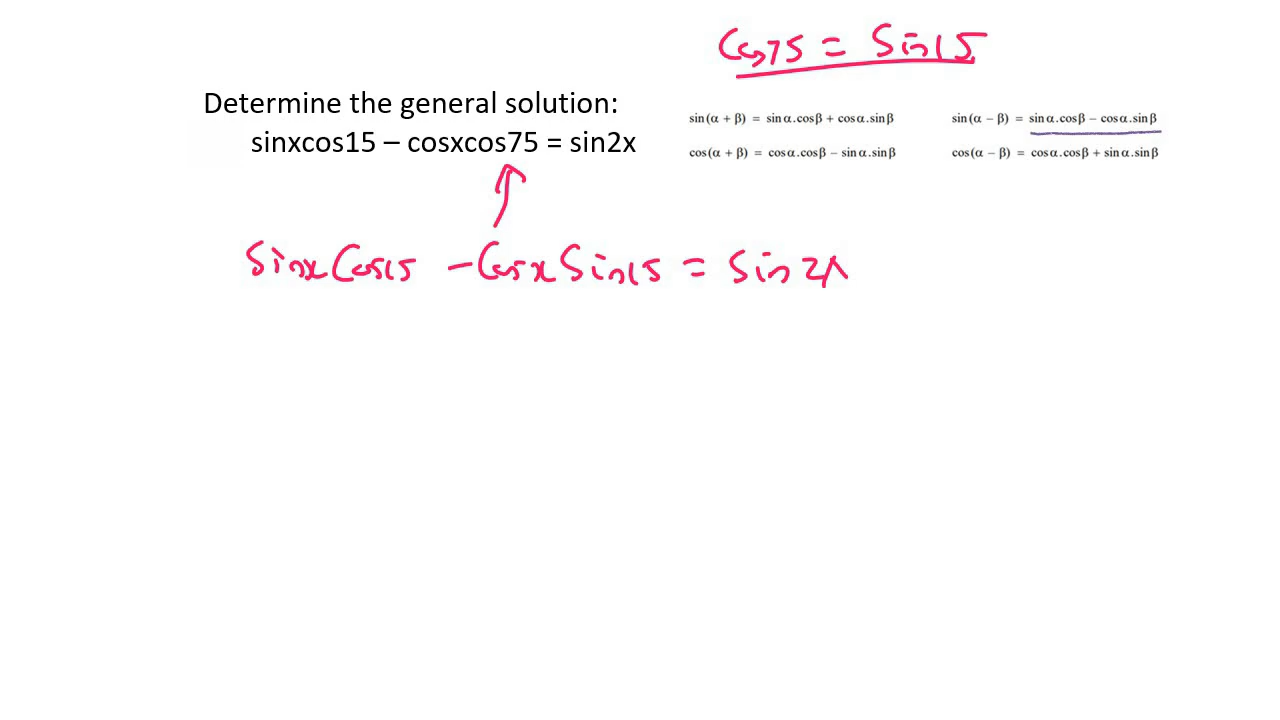 Cos75 = Sin15
Determine the general solution:
sinxcos15 – cosxcos75 = sin2x
sin(α + β) = sinα.cosβ + cosα.sinβ
sin(α − β) = sinα.cosβ − cosα.sinβ
cos(α + β) = cosα.cosβ − sinα.sinβ
cos(α − β) = cosα.cosβ + sinα.sinβ
Sinx Cos15 - Cosx Sin15 = Sin2x